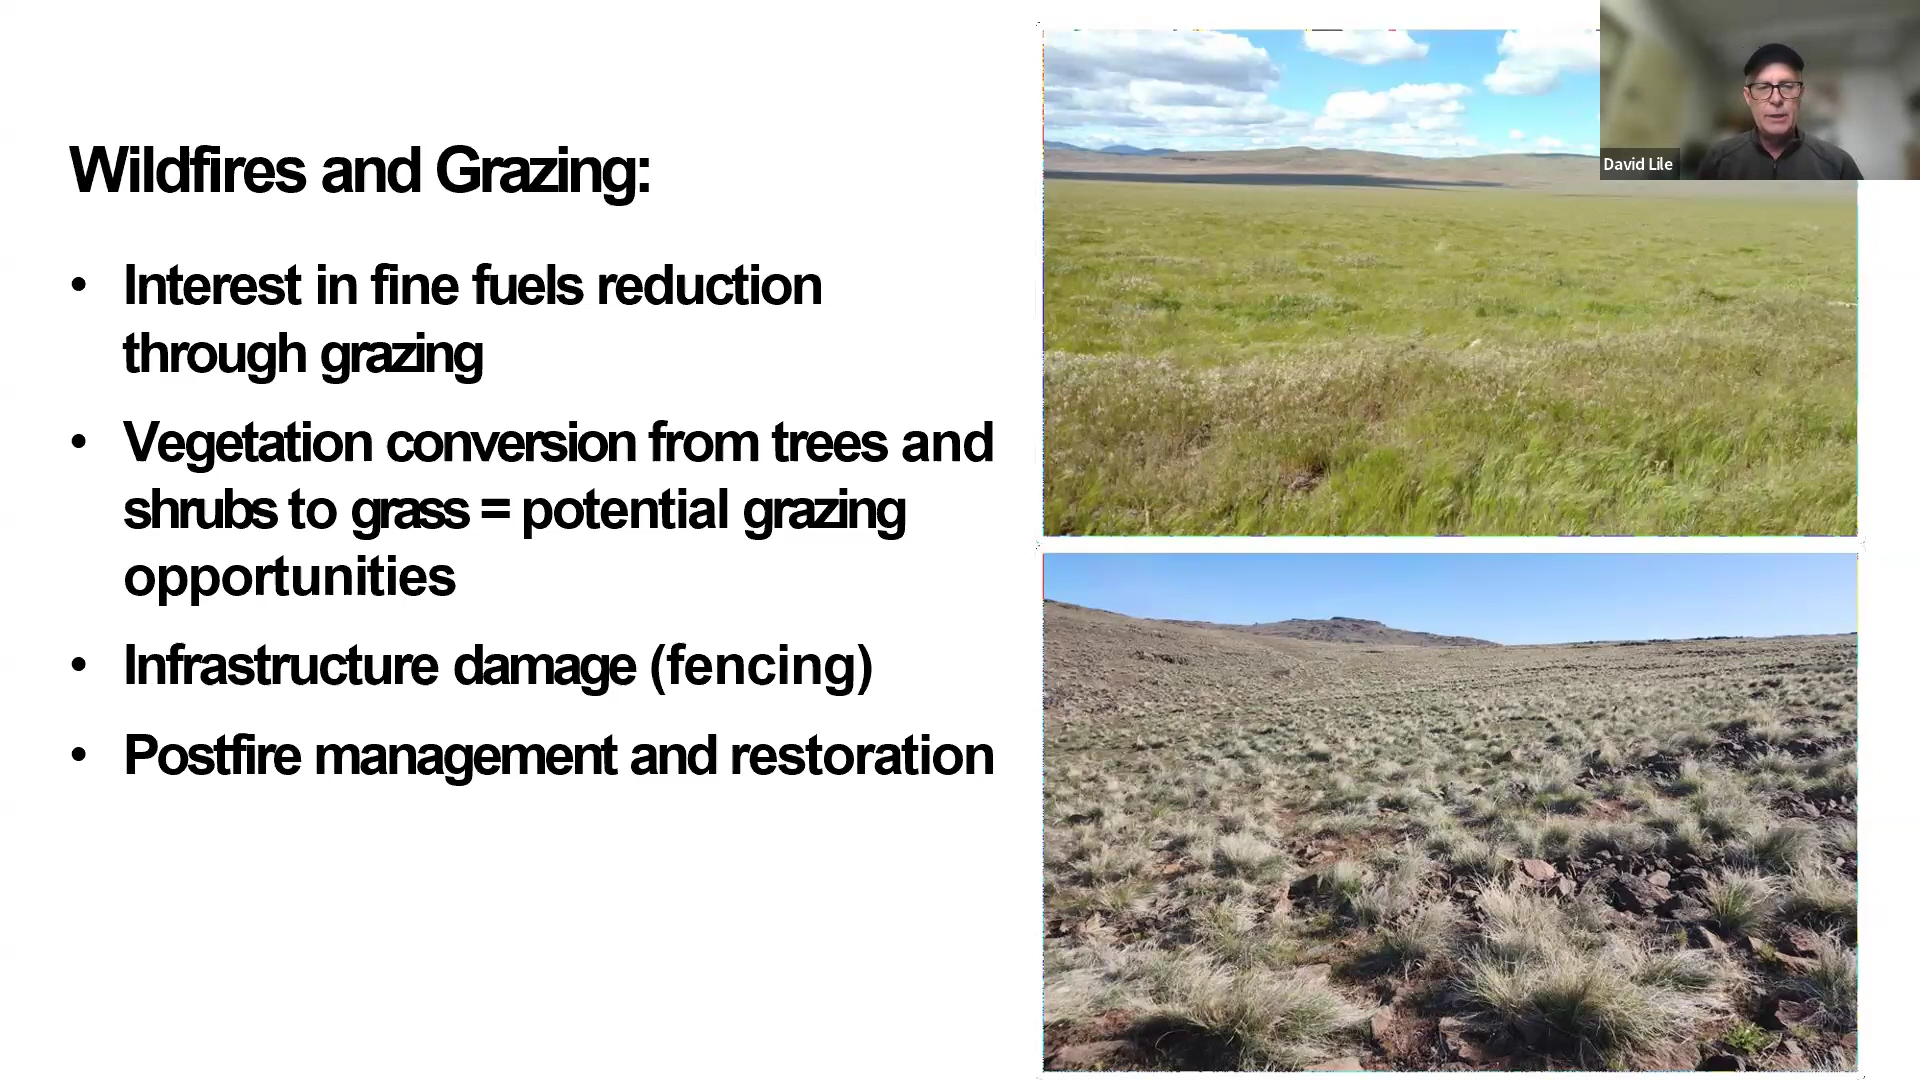 Wildfires and Grazing:
• Interest in fine fuels reduction
through grazing
• Vegetation conversion from trees and
shrubs to grass = potential grazing
opportunities
• Infrastructure damage (fencing)
• Postfire management and restoration
David Lile